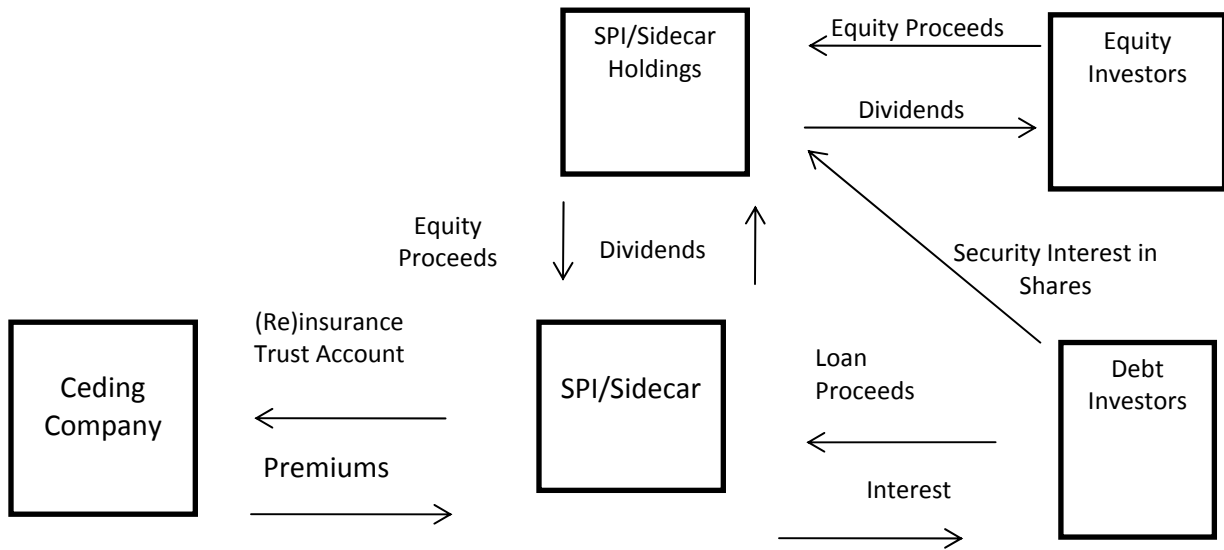 SPI/Sidecar
Holdings
Equity Proceeds
Equity
Investors
Dividends
Equity
Proceeds
Dividends
Security Interest in
Shares
(Re)insurance
Trust Account
Ceding
Company
Premiums
SPI/Sidecar
Loan
Proceeds
Interest
Debt
Investors